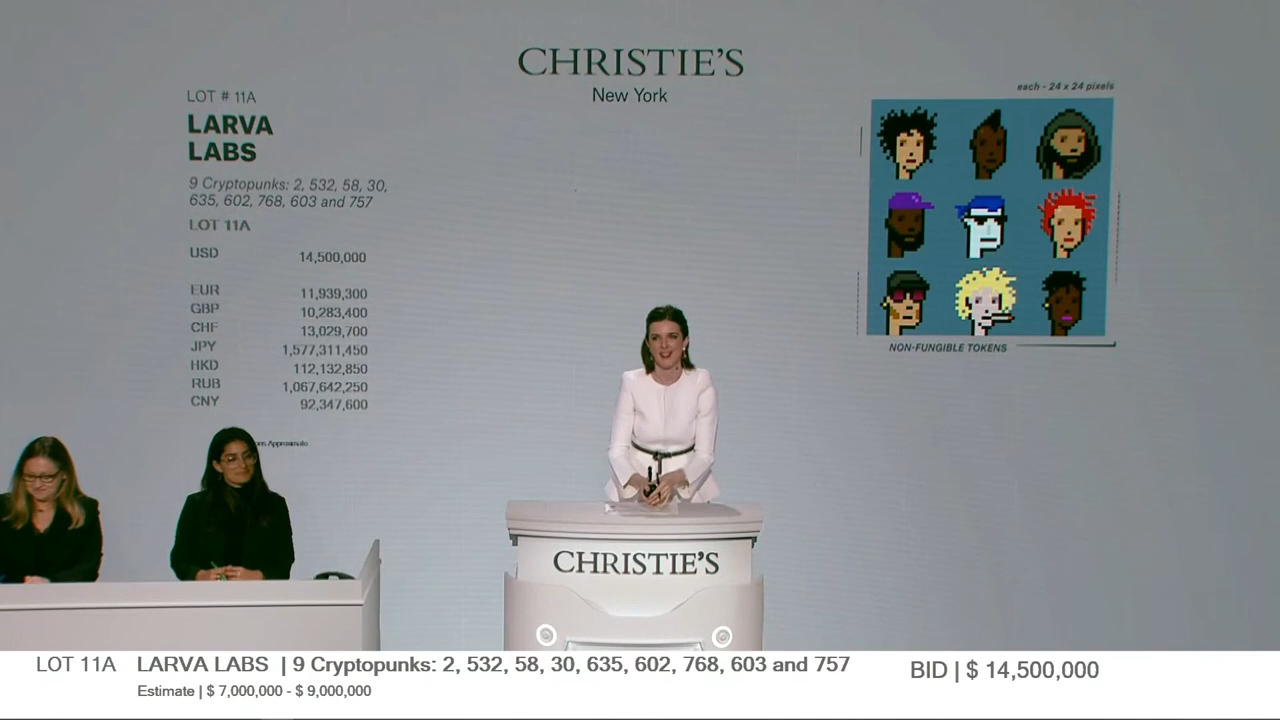 CHRISTIE'S
New York
LOT # 11A
LARVA
LABS
9 Cryptopunks: 2, 532, 58, 30,
635, 602, 768, 603 and 757
LOT 11A
USD 14,500,000
EUR 11,939,300
GBP 10,283,400
CHF 13,029,700
JPY 1,577,311,450
HKD 112,132,850
RUB 1,067,642,250
CNY 92,347,600
Approximate
each - 24 x 24 pixels
NON-FUNGIBLE TOKENS
CHRISTIE'S
LOT 11A LARVA LABS | 9 Cryptopunks: 2, 532, 58, 30, 635, 602, 768, 603 and 757
Estimate | $ 7,000,000 - $ 9,000,000
BID | $ 14,500,000